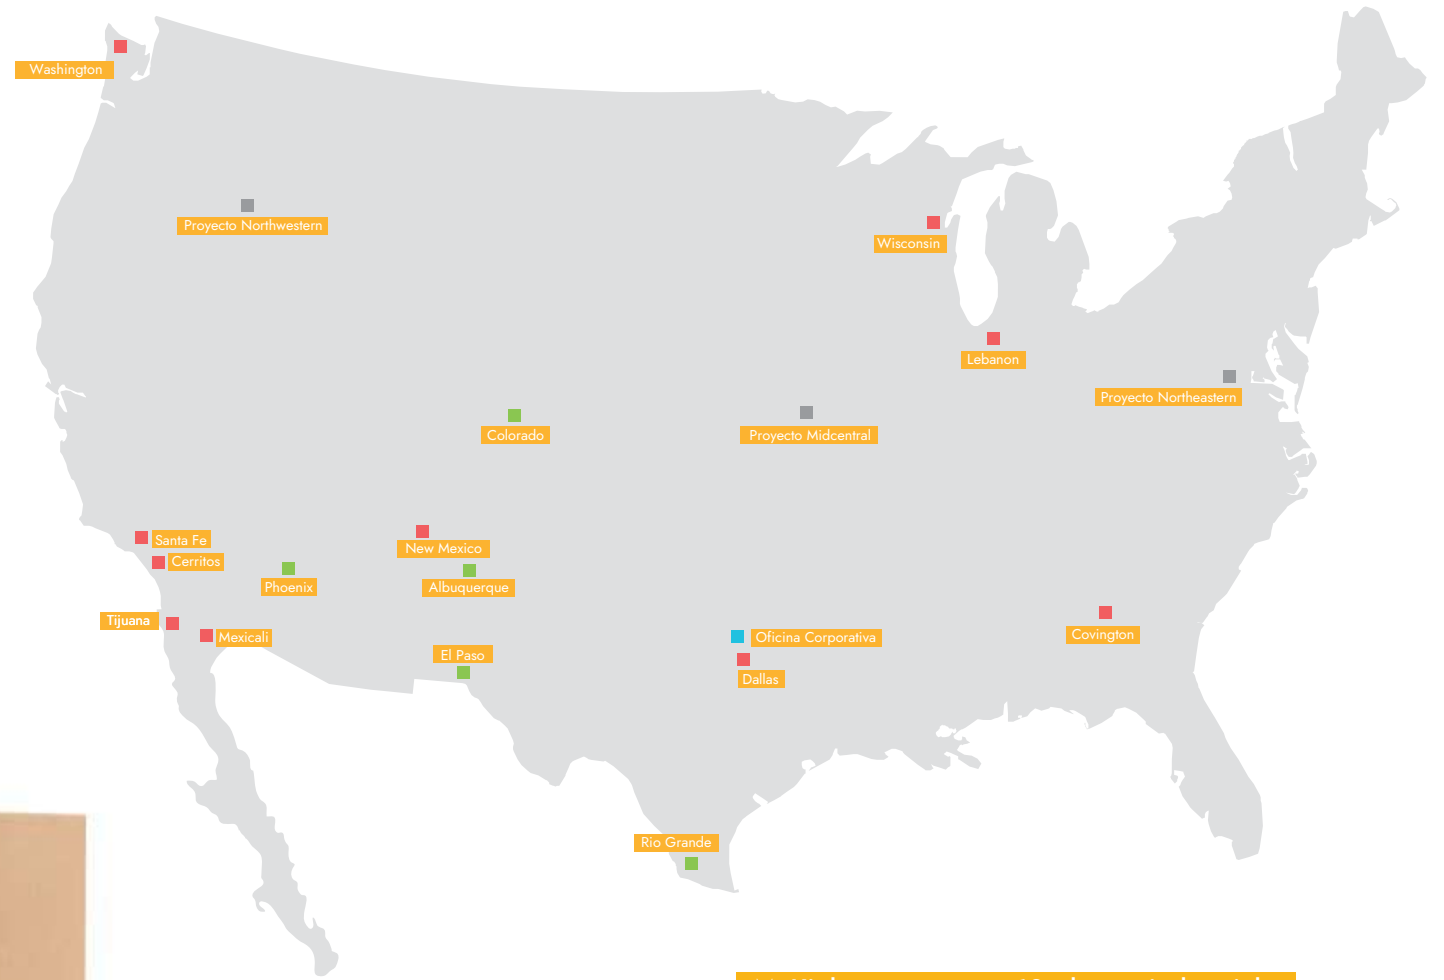 Washington
Proyecto Northwestern
Wisconsin
Lebanon
Proyecto Northeastern
Colorado
Proyecto Midcentral
Santa Fe
Cerritos
New Mexico
Phoenix
Albuquerque
Tijuana
Mexicali
El Paso
Oficina Corporativa
Dallas
Covington
Rio Grande